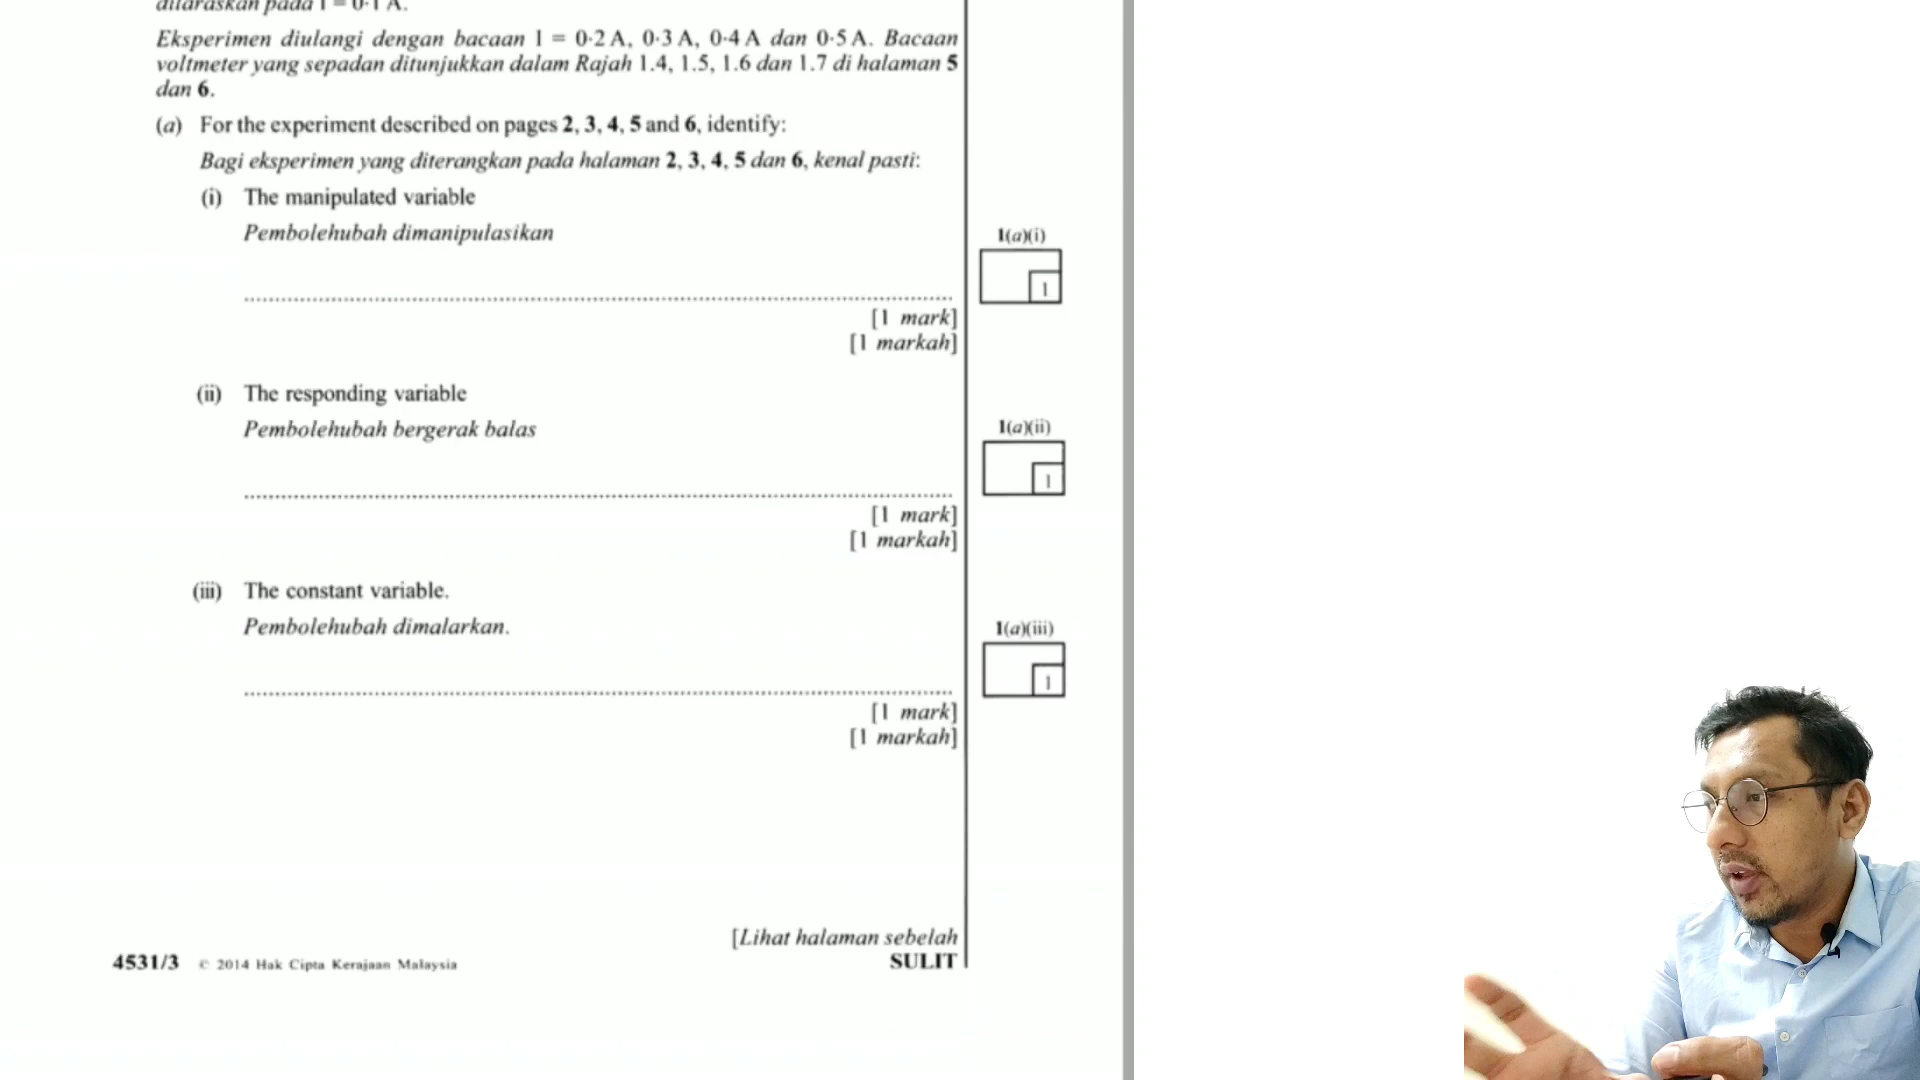 ditaraskan pada I = 0·1 A.
Eksperimen diulangi dengan bacaan I = 0·2 A, 0·3 A, 0·4 A dan 0·5 A. Bacaan
voltmeter yang sepadan ditunjukkan dalam Rajah 1.4, 1.5, 1.6 dan 1.7 di halaman 5
dan 6.
(a) For the experiment described on pages 2, 3, 4, 5 and 6, identify:
Bagi eksperimen yang diterangkan pada halaman 2, 3, 4, 5 dan 6, kenal pasti:
(i) The manipulated variable
Pembolehubah dimanipulasikan
1(a)(i)
1
[1 mark]
[1 markah]
(ii) The responding variable
Pembolehubah bergerak balas
1(a)(ii)
1
[1 mark]
[1 markah]
(iii) The constant variable.
Pembolehubah dimalarkan.
1(a)(iii)
1
[1 mark]
[1 markah]
[Lihat halaman sebelah
4531/3 © 2014 Hak Cipta Kerajaan Malaysia
SULIT